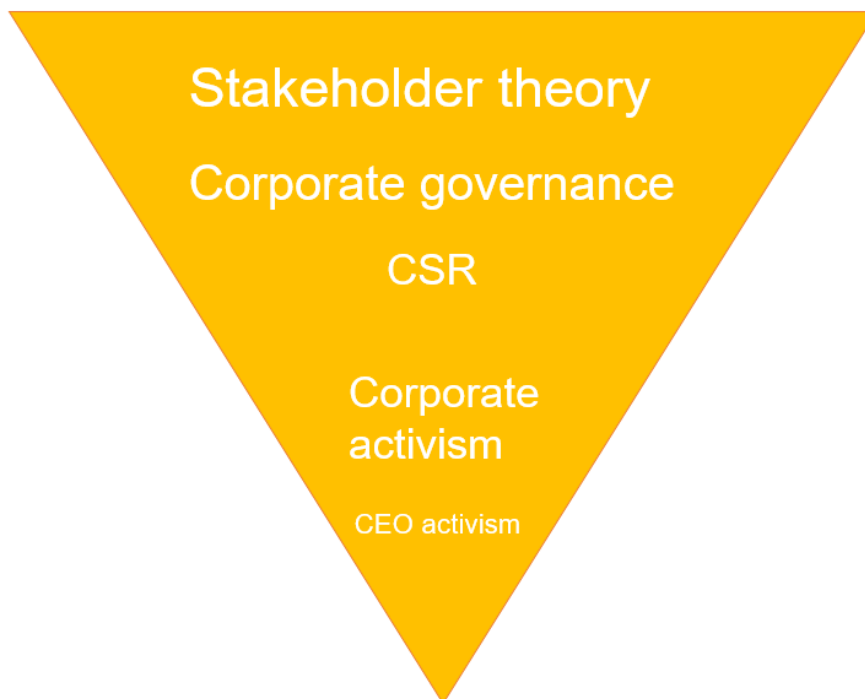 Stakeholder theory
Corporate governance
CSR
Corporate
activism
CEO activism